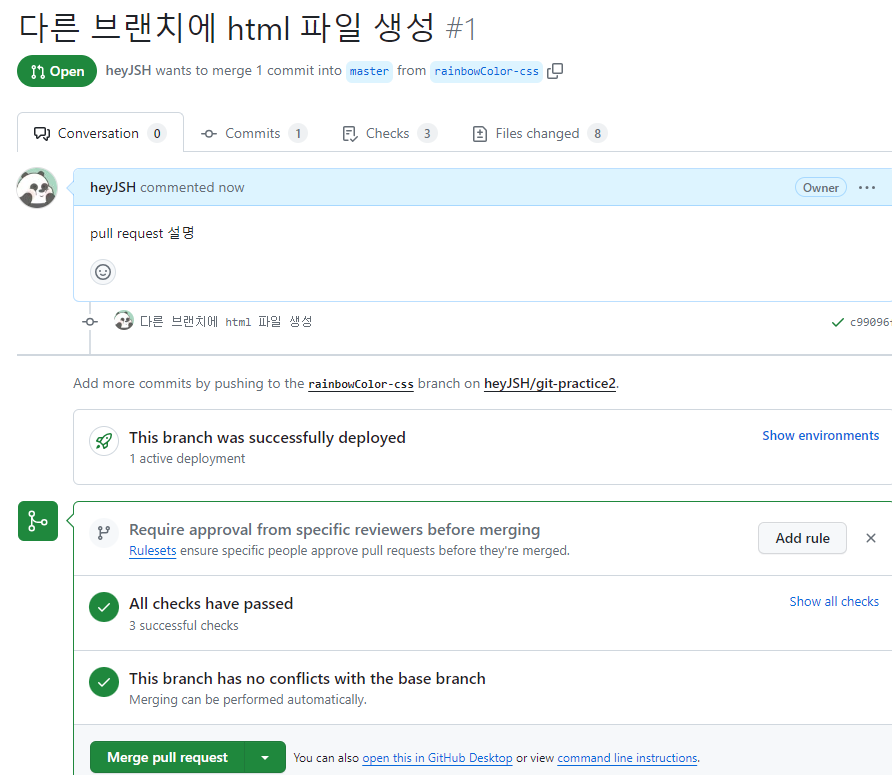 다른 브랜치에 html 파일 생성 #1
Open heyJSH wants to merge 1 commit into master from rainbowColor-css
Conversation 0 Commits 1 Checks 3 Files changed 8
heyJSH commented now Owner
pull request 설명
다른 브랜치에 html 파일 생성 c99096
Add more commits by pushing to the rainbowColor-css branch on heyJSH/git-practice2.
This branch was successfully deployed Show environments
1 active deployment
Require approval from specific reviewers before merging
Rulesets ensure specific people approve pull requests before they're merged.
Add rule
All checks have passed Show all checks
3 successful checks
This branch has no conflicts with the base branch
Merging can be performed automatically.
Merge pull request You can also open this in GitHub Desktop or view command line instructions.